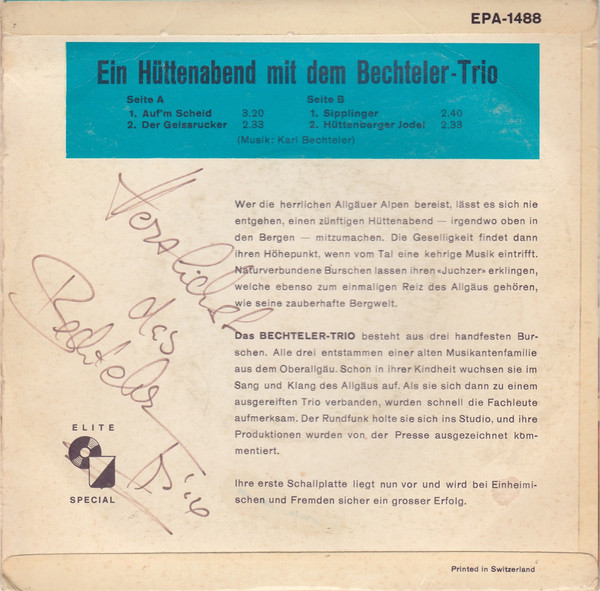 EPA-1488
Ein Hüttenabend mit dem Bechteler-Trio
Seite A
1. Auf'm Scheid 3.20
2. Der Geissrucker 2.33
Seite B
1. Sipplinger 2.40
2. Hüttenberger Jodel 2.33
(Musik: Karl Bechteler)
Wer die herrlichen Allgäuer Alpen bereist, lässt es sich nie
entgehen, einen zünftigen Hüttenabend — irgendwo oben in
den Bergen — mitzumachen. Die Geselligkeit findet dann
ihren Höhepunkt, wenn vom Tal eine kehrige Musik eintrifft.
Naturverbundene Burschen lassen ihren «Juchzer» erklingen,
welche ebenso zum einmaligen Reiz des Allgäus gehören,
wie seine zauberhafte Bergwelt.
Das BECHTELER-TRIO besteht aus drei handfesten Bur-
schen. Alle drei entstammen einer alten Musikantenfamilie
aus dem Oberallgäu. Schon in ihrer Kindheit wuchsen sie im
Sang und Klang des Allgäus auf. Als sie sich dann zu einem
ausgereiften Trio verbanden, wurden schnell die Fachleute
aufmerksam. Der Rundfunk holte sie sich ins Studio, und ihre
Produktionen wurden von der Presse ausgezeichnet kom-
mentiert.
Ihre erste Schallplatte liegt nun vor und wird bei Einheimi-
schen und Fremden sicher ein grosser Erfolg.
Herzlichst
das
Bechteler
Trio
ELITE
SPECIAL
Printed in Switzerland